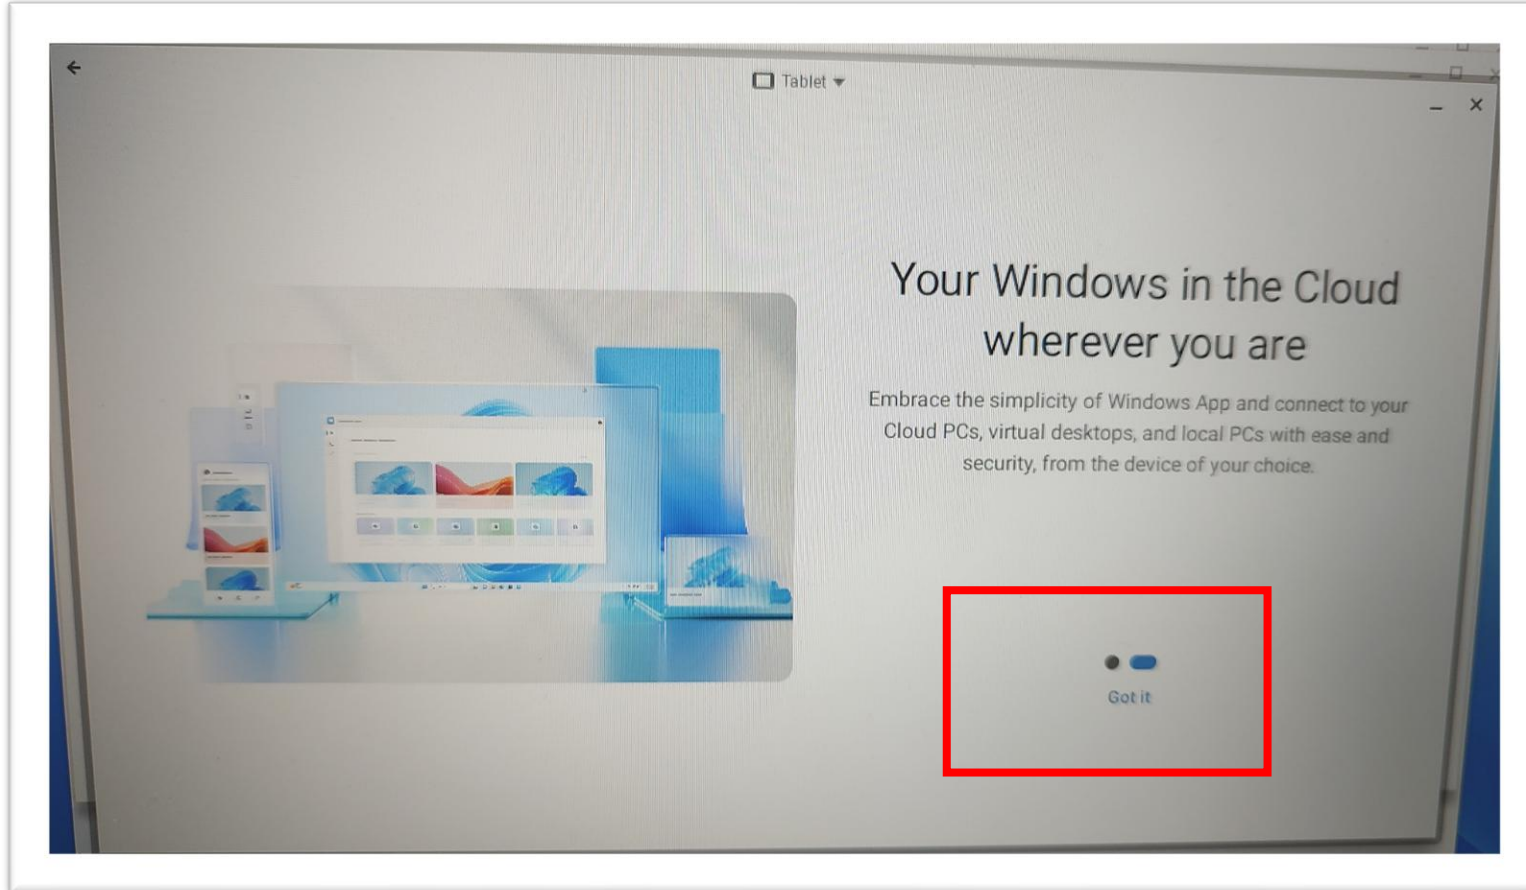 Tablet
Your Windows in the Cloud
wherever you are
Embrace the simplicity of Windows App and connect to your
Cloud PCs, virtual desktops, and local PCs with ease and
security, from the device of your choice.
Got it